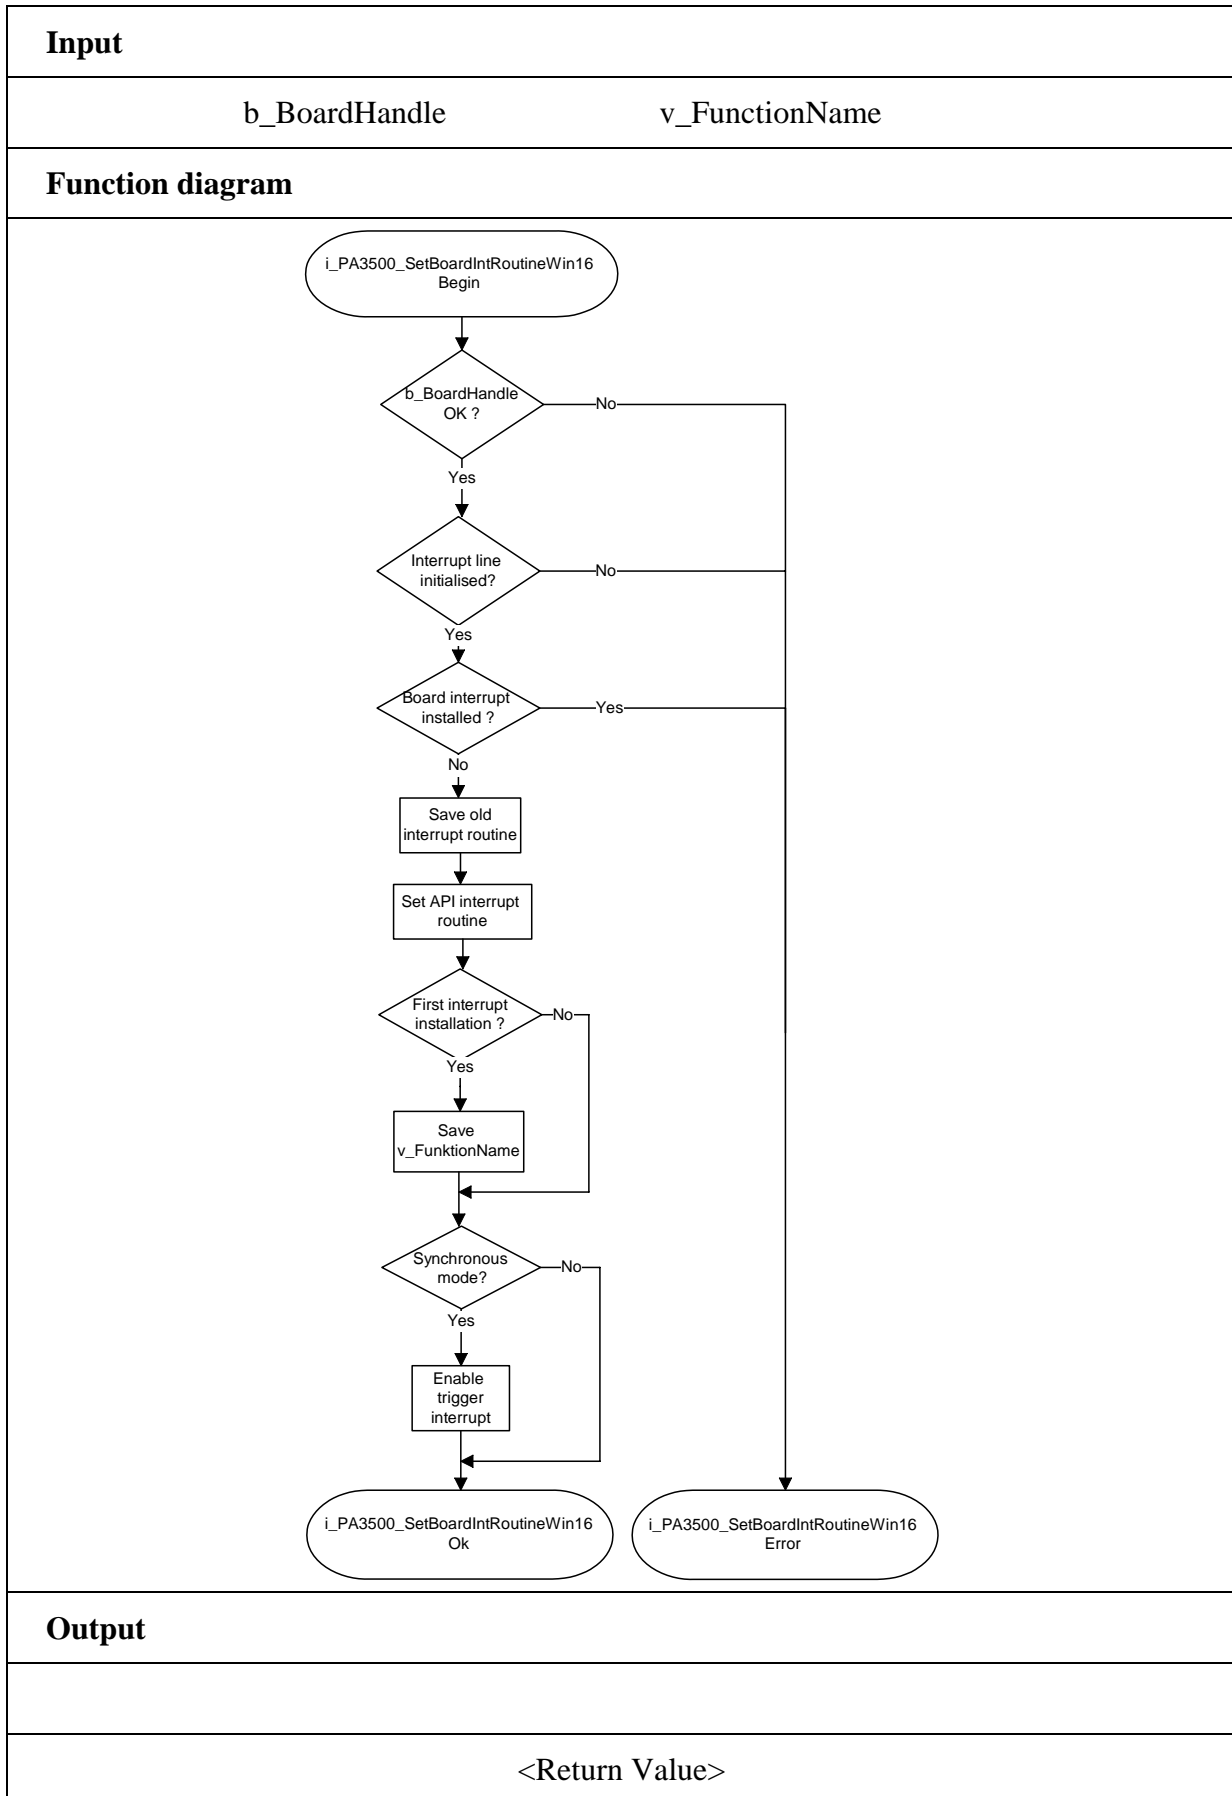 Input
b_BoardHandle v_FunctionName
Function diagram
i_PA3500_SetBoardIntRoutineWin16
Begin
b_BoardHandle
OK ?
No
Yes
Interrupt line
initialised?
No
Yes
Board interrupt
installed ?
Yes
No
Save old
interrupt routine
Set API interrupt
routine
First interrupt
installation ?
No
Yes
Save
v_FunktionName
Synchronous
mode?
No
Yes
Enable
trigger
interrupt
i_PA3500_SetBoardIntRoutineWin16
Ok
i_PA3500_SetBoardIntRoutineWin16
Error
Output
<Return Value>